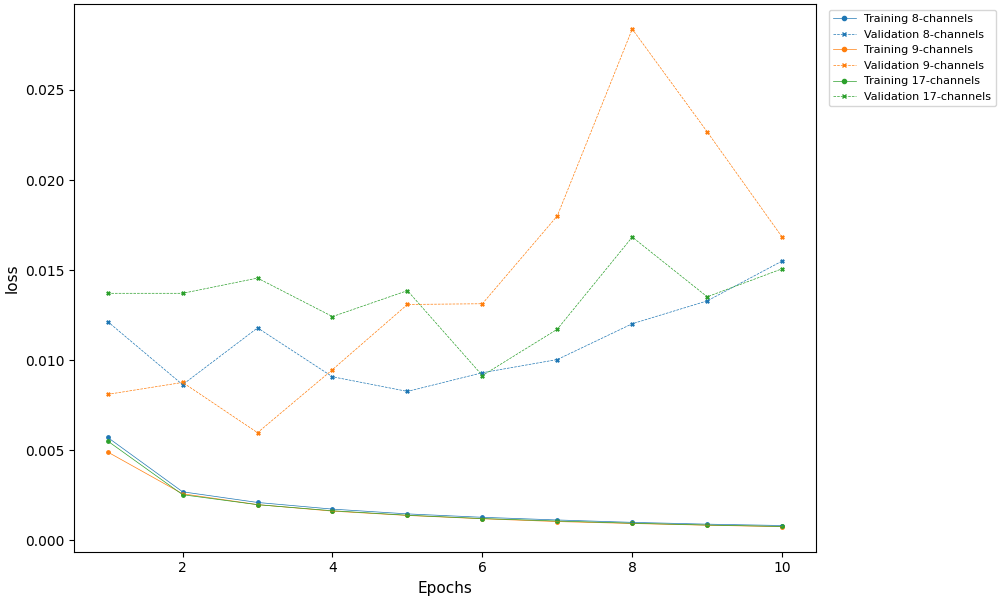 Training 8-channels
Validation 8-channels
Training 9-channels
Validation 9-channels
Training 17-channels
Validation 17-channels
loss
0.025
0.020
0.015
0.010
0.005
0.000
2 4 6 8 10
Epochs